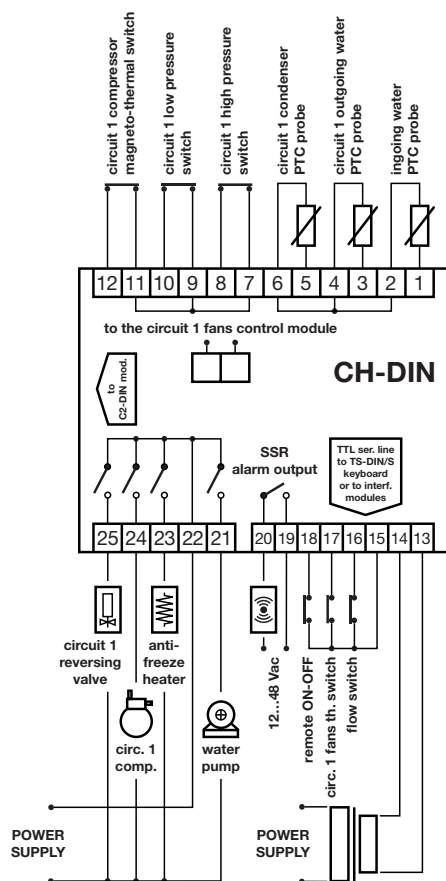 circuit 1 compressor
magneto-thermal switch
circuit 1 low pressure
switch
circuit 1 high pressure
switch
circuit 1 condenser
PTC probe
circuit 1 outgoing water
PTC probe
ingoing water
PTC probe
12 11 10 9 8 7 6 5 4 3 2 1
to the circuit 1 fans control module
to
C2-DIN mod.
CH-DIN
SSR
alarm output
TTL ser. line
to TS-DIN/S
keyboard
or to interf.
modules
25 24 23 22 21 20 19 18 17 16 15 14 13
circuit 1
reversing
valve
anti-
freeze
heater
circ. 1
comp.
water
pump
12...48 Vac
remote ON-OFF
circ. 1 fans th. switch
flow switch
POWER
SUPPLY
POWER
SUPPLY